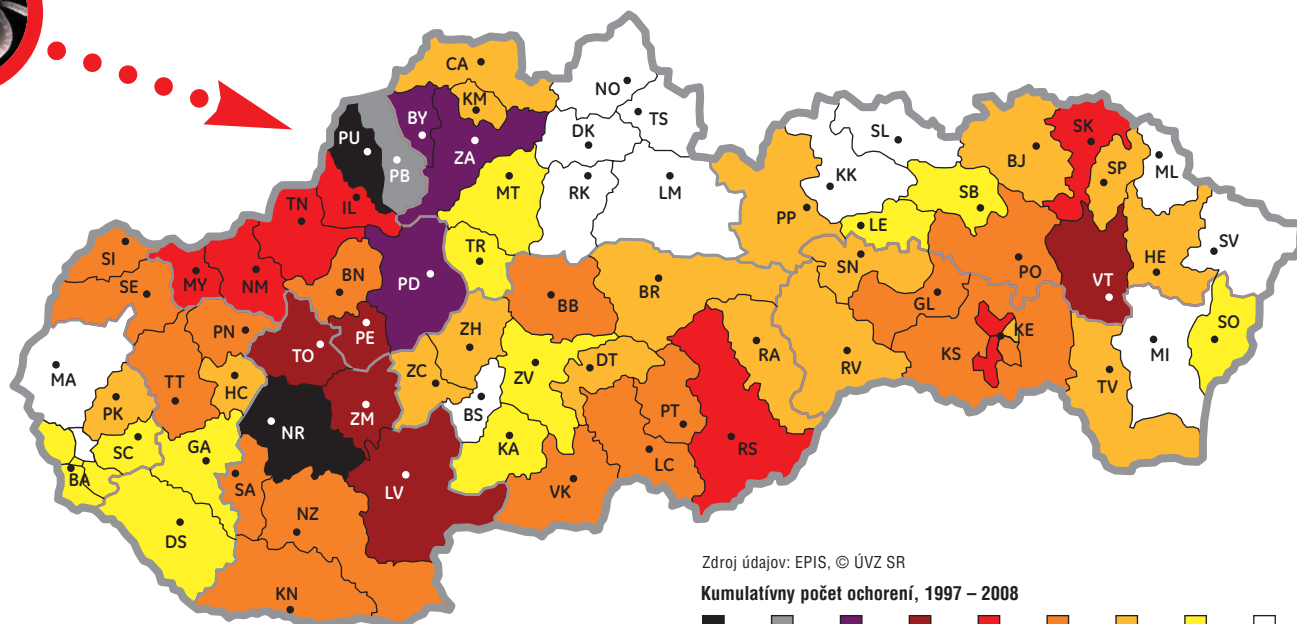 CA
NO
KM
TS
BY
PU
DK
SL
SK
ZA
BJ
PB
SP
ML
MT
RK
LM
KK
SB
IL
TN
PP
LE
SV
SI
TR
SN
HE
BN
PO
MY
NM
PD
BR
SE
BB
GL
VT
PN
ZH
PE
KE
SO
TO
RA
MI
MA
DT
KS
ZC
ZV
RV
TT
HC
TV
PK
BS
PT
ZM
NR
GA
SC
KA
RS
LC
BA
SA
LV
VK
NZ
DS
KN
Zdroj údajov: EPIS, © ÚVZ SR
Kumulatívny počet ochorení, 1997 – 2008